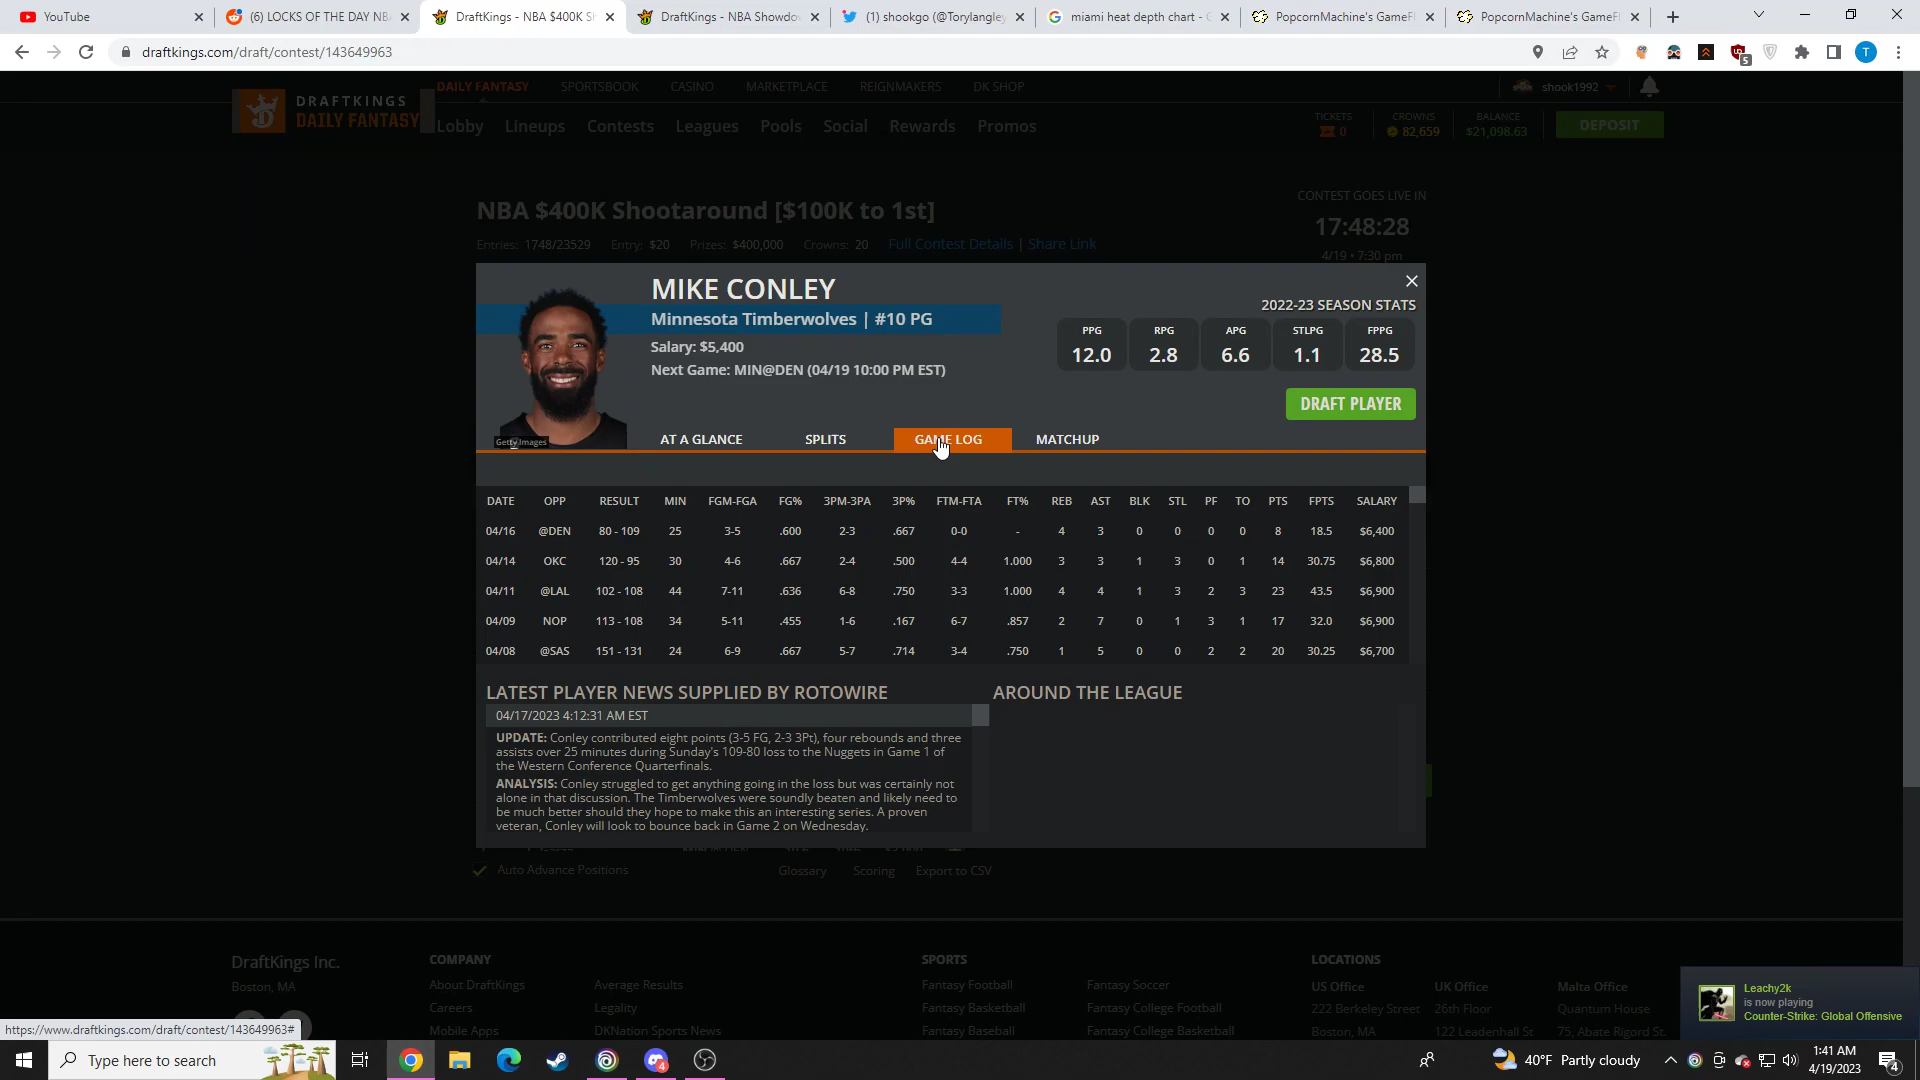 YouTube
(6) LOCKS OF THE DAY NB
DraftKings - NBA $400K S
DraftKings - NBA Showdo
(1) shookgo (@Torylangley
miami heat depth chart - G
PopcornMachine's GameF
PopcornMachine's GameF
draftkings.com/draft/contest/143649963
5
T
DRAFTKINGS
DAILY FANTASY
DAILY FANTASY SPORTSBOOK CASINO MARKETPLACE REIGNMAKERS DK SHOP
shook1992
Lobby Lineups Contests Leagues Pools Social Rewards Promos
TICKETS
0
CROWNS
82,659
BALANCE
$21,098.63
DEPOSIT
NBA $400K Shootaround [$100K to 1st]
Entries: 1748/23529 Entry: $20 Prizes: $400,000 Crowns: 20 Full Contest Details | Share Link
CONTEST GOES LIVE IN
17:48:28
4/19 • 7:30 pm
MIKE CONLEY
Minnesota Timberwolves | #10 PG
Salary: $5,400
Next Game: MIN@DEN (04/19 10:00 PM EST)
Getty Images
2022-23 SEASON STATS
PPG RPG APG STLPG FPPG
12.0 2.8 6.6 1.1 28.5
DRAFT PLAYER
AT A GLANCE SPLITS GAME LOG MATCHUP
DATE OPP RESULT MIN FGM-FGA FG% 3PM-3PA 3P% FTM-FTA FT% REB AST BLK STL PF TO PTS FPTS SALARY
04/16 @DEN 80 - 109 25 3-5 .600 2-3 .667 0-0 - 4 3 0 0 0 0 8 18.5 $6,400
04/14 OKC 120 - 95 30 4-6 .667 2-4 .500 4-4 1.000 3 3 1 3 0 1 14 30.75 $6,800
04/11 @LAL 102 - 108 44 7-11 .636 6-8 .750 3-3 1.000 4 4 1 3 2 3 23 43.5 $6,900
04/09 NOP 113 - 108 34 5-11 .455 1-6 .167 6-7 .857 2 7 0 1 3 1 17 32.0 $6,900
04/08 @SAS 151 - 131 24 6-9 .667 5-7 .714 3-4 .750 1 5 0 0 2 2 20 30.25 $6,700
LATEST PLAYER NEWS SUPPLIED BY ROTOWIRE
AROUND THE LEAGUE
04/17/2023 4:12:31 AM EST
UPDATE: Conley contributed eight points (3-5 FG, 2-3 3Pt), four rebounds and three
assists over 25 minutes during Sunday's 109-80 loss to the Nuggets in Game 1 of
the Western Conference Quarterfinals.
ANALYSIS: Conley struggled to get anything going in the loss but was certainly not
alone in that discussion. The Timberwolves were soundly beaten and likely need to
be much better should they hope to make this an interesting series. A proven
veteran, Conley will look to bounce back in Game 2 on Wednesday.
Auto Advance Positions
Glossary Scoring Export to CSV
DraftKings Inc.
Boston, MA
COMPANY
About DraftKings
Careers
Mobile Apps
Average Results
Legality
DKNation Sports News
SPORTS
Fantasy Football
Fantasy Basketball
Fantasy Baseball
Fantasy Soccer
Fantasy College Football
Fantasy College Basketball
LOCATIONS
US Office
222 Berkeley Street
Boston, MA
UK Office
26th Floor
122 Leadenhall St
Malta Office
Quantum House
75, Abate Rigord St.
Leachy2k
is now playing
Counter-Strike: Global Offensive
https://www.draftkings.com/draft/contest/143649963#
Type here to search
4
40°F Partly cloudy
1:41 AM
4/19/2023
4